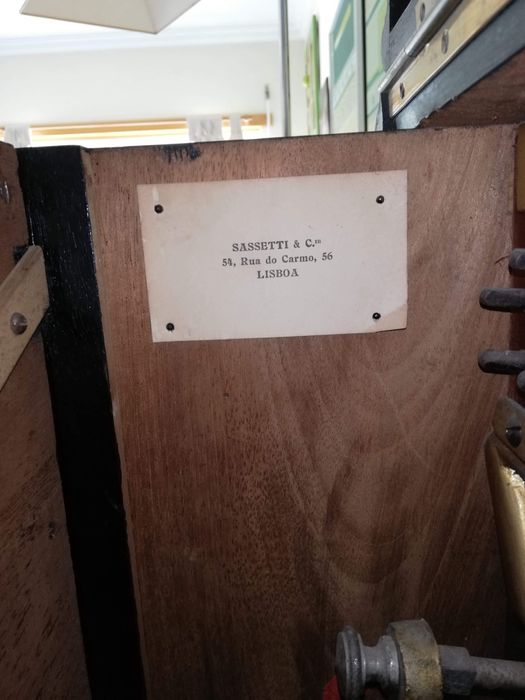 SASSETTI & C.ia
54, Rua do Carmo, 56
LISBOA